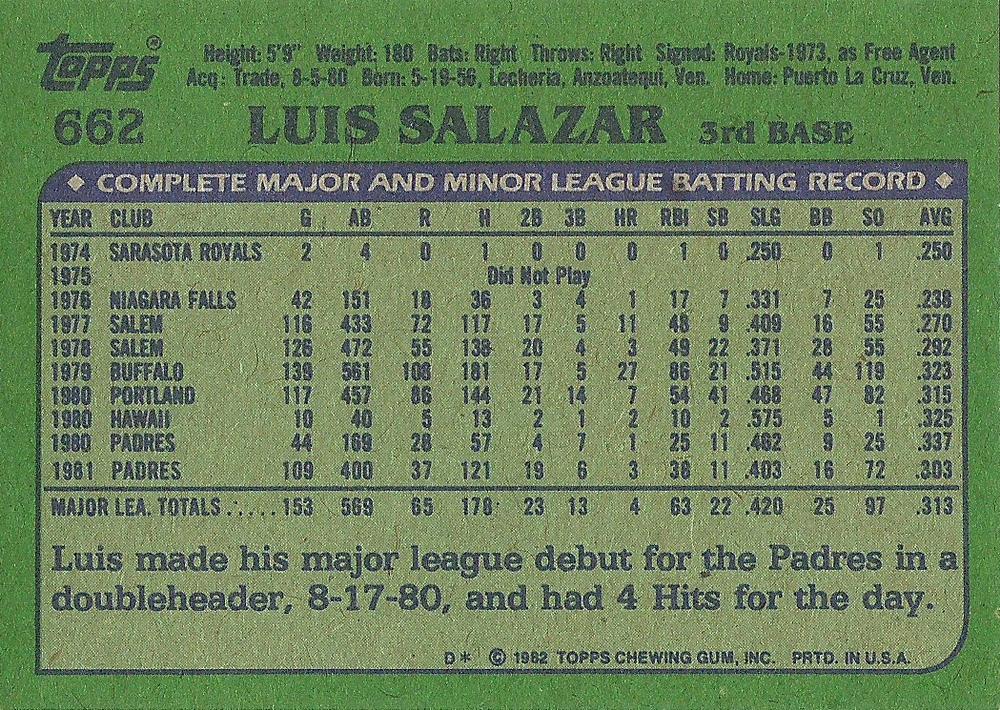 Topps® Height: 5'9" Weight: 180 Bats: Right Throws: Right Signed: Royals-1973, as Free Agent
Acq: Trade, 8-5-80 Born: 5-19-56, Lecheria, Anzoatequi, Ven. Home: Puerto La Cruz, Ven.
662 LUIS SALAZAR 3rd BASE
◆ COMPLETE MAJOR AND MINOR LEAGUE BATTING RECORD ◆
YEAR CLUB G AB R H 2B 3B HR RBI SB SLG BB SO AVG
1974 SARASOTA ROYALS 2 4 0 1 0 0 0 1 0 .250 0 1 .250
1975 Did Not Play
1976 NIAGARA FALLS 42 151 18 36 3 4 1 17 7 .331 7 25 .238
1977 SALEM 116 433 72 117 17 5 11 48 9 .409 16 55 .270
1978 SALEM 126 472 55 138 20 4 3 49 22 .371 28 55 .292
1979 BUFFALO 139 561 108 181 17 5 27 86 21 .515 44 119 .323
1980 PORTLAND 117 457 86 144 21 14 7 54 41 .468 47 82 .315
1980 HAWAII 10 40 5 13 2 1 2 10 2 .575 5 1 .325
1980 PADRES 44 169 28 57 4 7 1 25 11 .462 9 25 .337
1981 PADRES 109 400 37 121 19 6 3 38 11 .403 16 72 .303
MAJOR LEA. TOTALS..... 153 569 65 178 23 13 4 63 22 .420 25 97 .313
Luis made his major league debut for the Padres in a
doubleheader, 8-17-80, and had 4 Hits for the day.
D* © 1982 TOPPS CHEWING GUM, INC. PRTD. IN U.S.A.